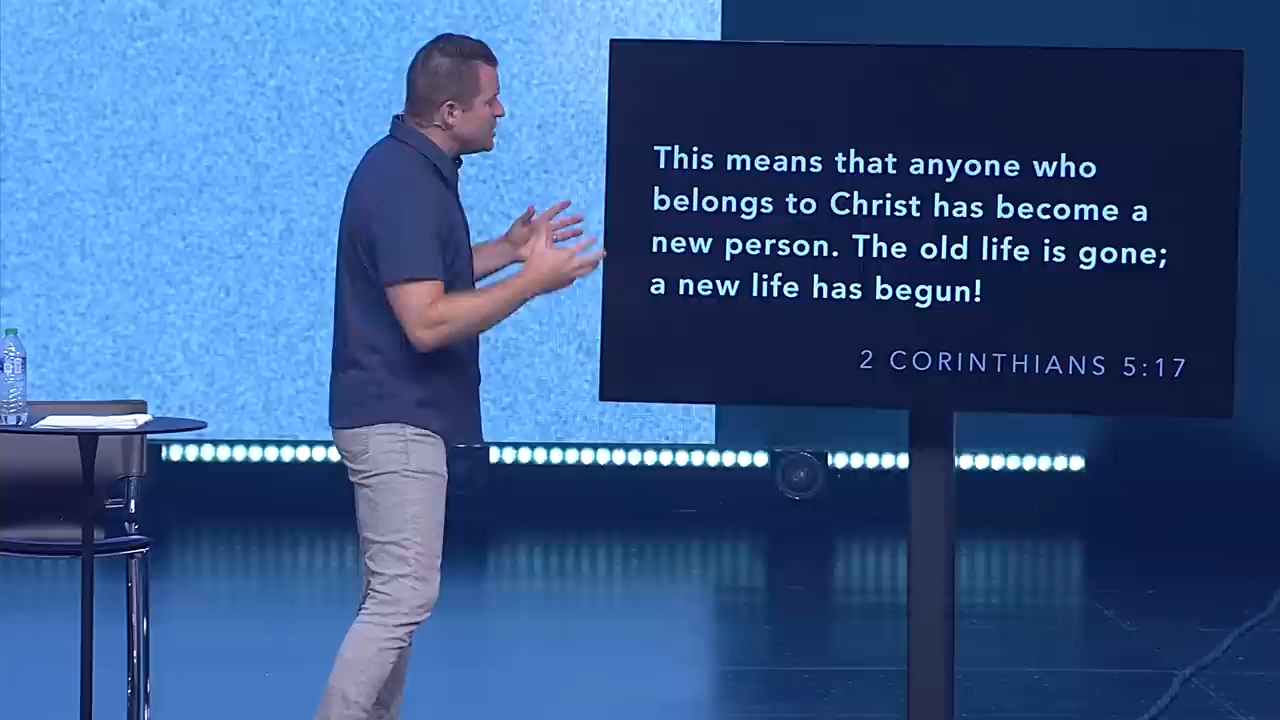 This means that anyone who
belongs to Christ has become a
new person. The old life is gone;
a new life has begun!
2 CORINTHIANS 5:17